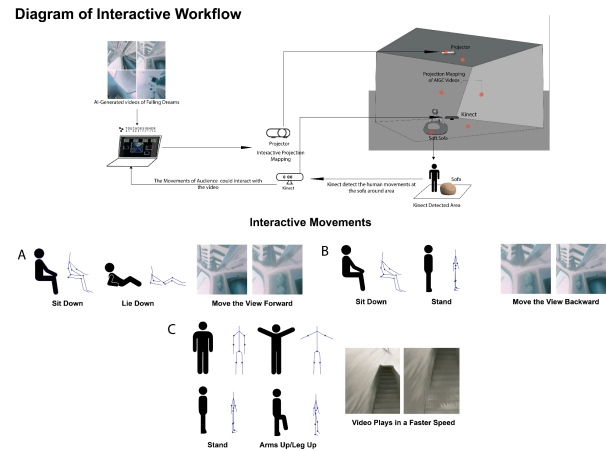 Diagram of Interactive Workflow
Projector
Projection Mapping
of AIGC Videos
Kinect
Soft Sofa
AI-Generated videos of Falling Dreams
TOUCHDESIGNER
Projector
Interactive Projection
Mapping
The Movements of Audience could interact with
the video
Kinect
Kinect detect the human movements at
the sofa around area
Sofa
Kinect Detected Area
Interactive Movements
A
Sit Down
Lie Down
Move the View Forward
B
Sit Down
Stand
Move the View Backward
C
Stand
Arms Up/Leg Up
Video Plays in a Faster Speed